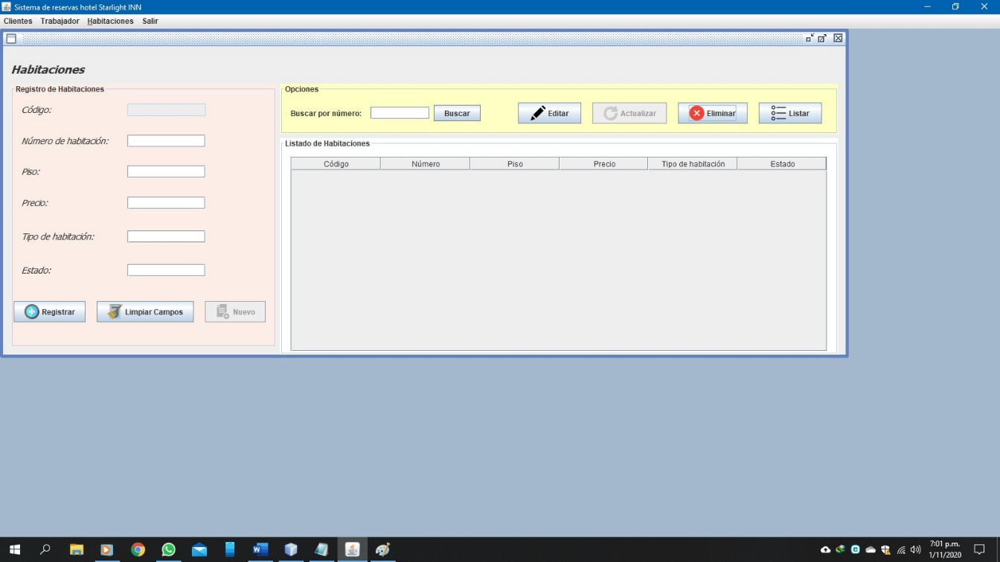 Sistema de reservas hotel Starlight INN
Clientes Trabajador Habitaciones Salir
Habitaciones
Registro de Habitaciones
Código:
Número de habitación:
Piso:
Precio:
Tipo de habitación:
Estado:
Registrar Limpiar Campos Nuevo
Opciones
Buscar por número: Buscar Editar Actualizar Eliminar Listar
Listado de Habitaciones
Código Número Piso Precio Tipo de habitación Estado
7:01 p.m.
1/11/2020